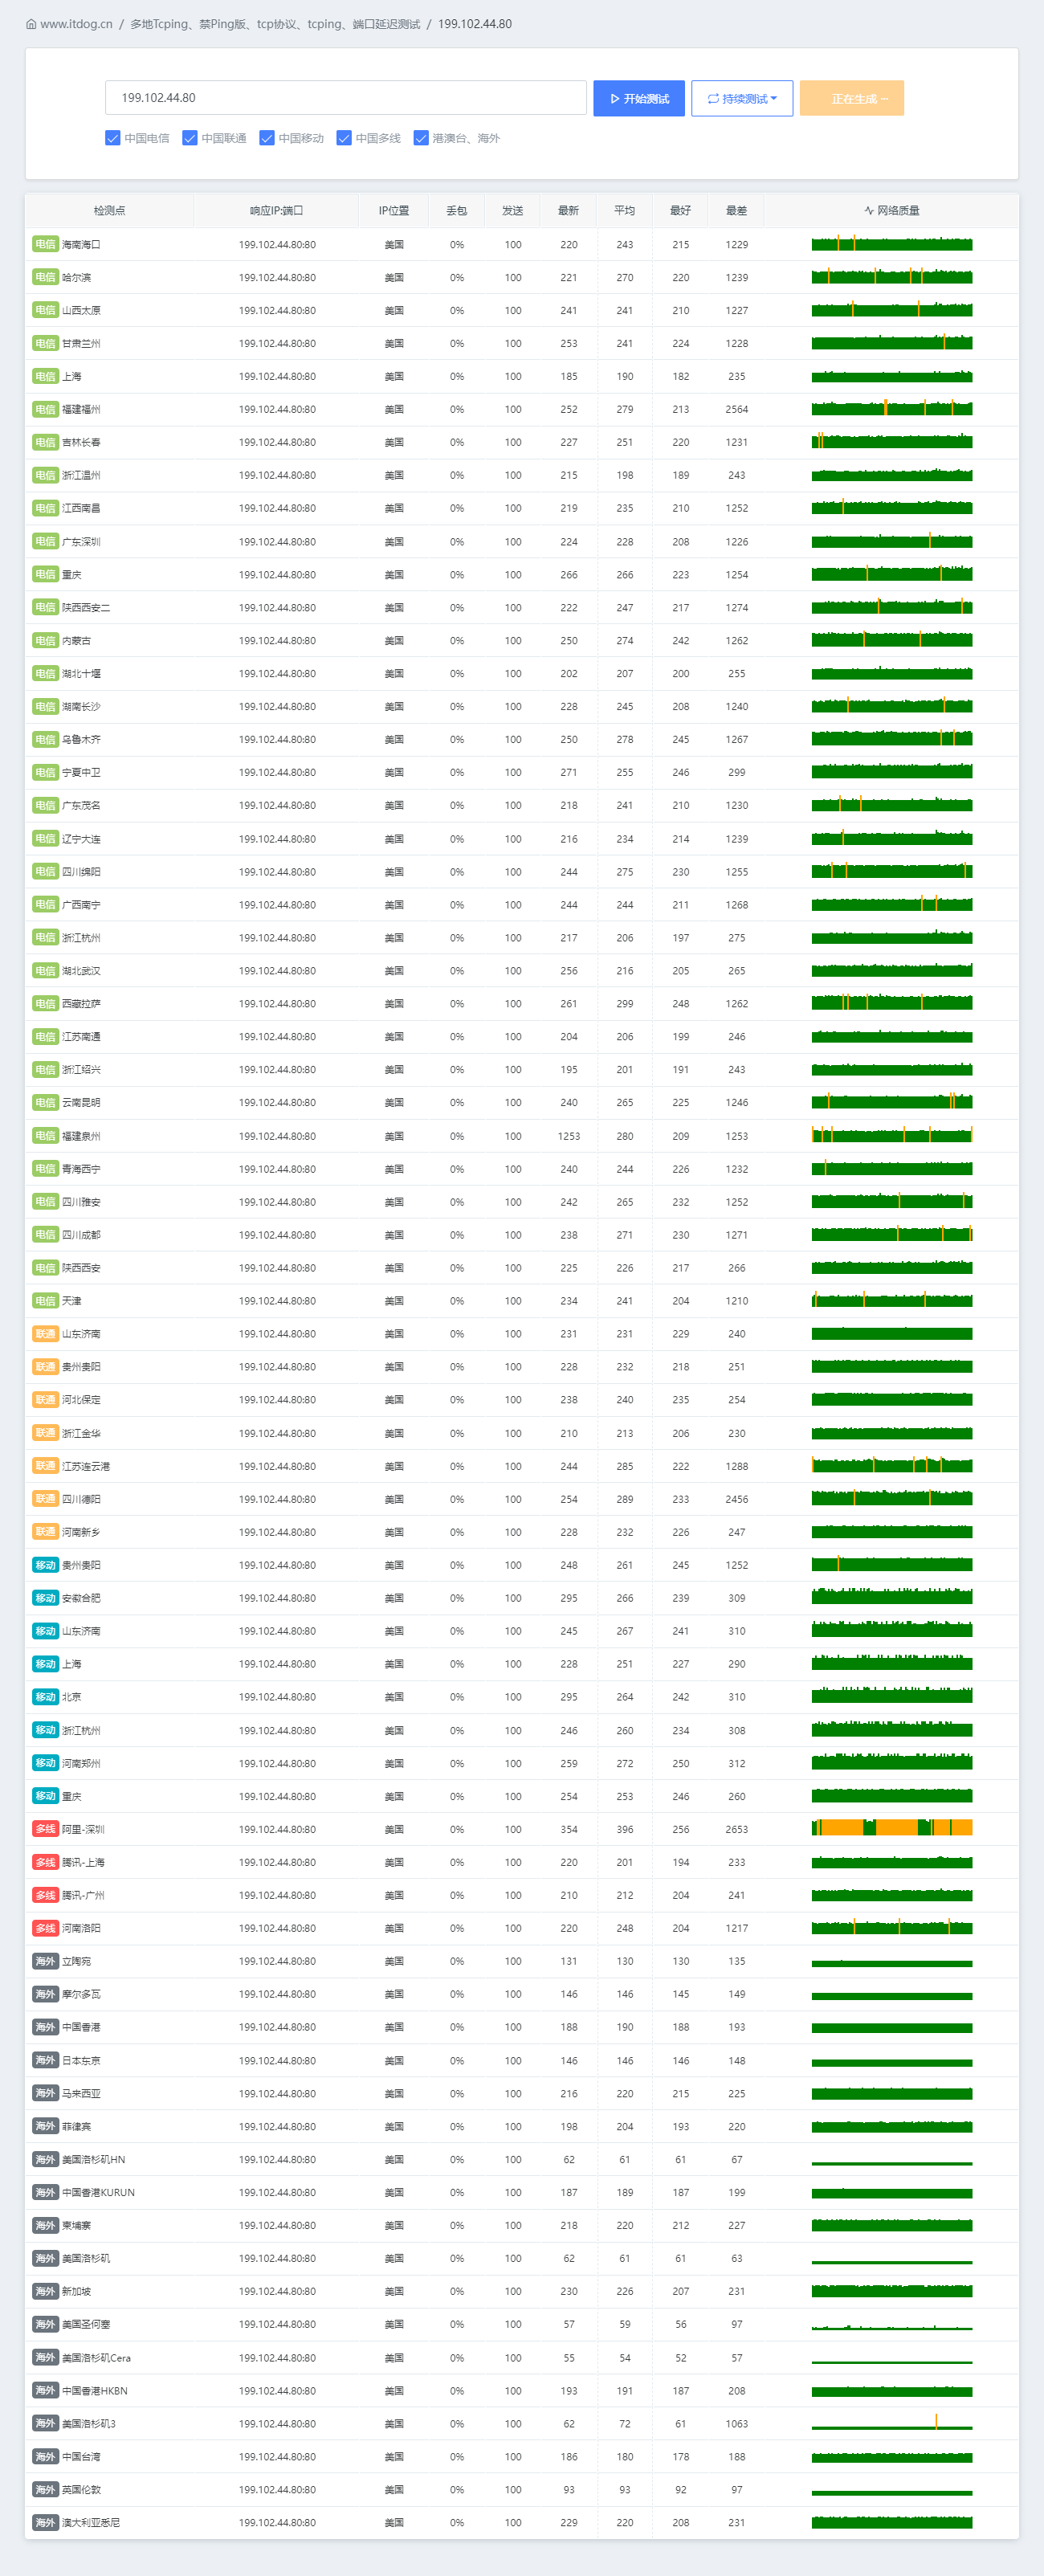 www.itdog.cn / 多地Tcping、禁Ping版、tcp协议、tcping、端口延迟测试 / 199.102.44.80
199.102.44.80 开始测试 持续测试 正在生成 ...
中国电信 中国联通 中国移动 中国多线 港澳台、海外
检测点 响应IP:端口 IP位置 丢包 发送 最新 平均 最好 最差 网络质量
电信 海南海口 199.102.44.80:80 美国 0% 100 220 243 215 1229
电信 哈尔滨 199.102.44.80:80 美国 0% 100 221 270 220 1239
电信 山西太原 199.102.44.80:80 美国 0% 100 241 241 210 1227
电信 甘肃兰州 199.102.44.80:80 美国 0% 100 253 241 224 1228
电信 上海 199.102.44.80:80 美国 0% 100 185 190 182 235
电信 福建福州 199.102.44.80:80 美国 0% 100 252 279 213 2564
电信 吉林长春 199.102.44.80:80 美国 0% 100 227 251 220 1231
电信 浙江温州 199.102.44.80:80 美国 0% 100 215 198 189 243
电信 江西南昌 199.102.44.80:80 美国 0% 100 219 235 210 1252
电信 广东深圳 199.102.44.80:80 美国 0% 100 224 228 208 1226
电信 重庆 199.102.44.80:80 美国 0% 100 266 266 223 1254
电信 陕西西安二 199.102.44.80:80 美国 0% 100 222 247 217 1274
电信 内蒙古 199.102.44.80:80 美国 0% 100 250 274 242 1262
电信 湖北十堰 199.102.44.80:80 美国 0% 100 202 207 200 255
电信 湖南长沙 199.102.44.80:80 美国 0% 100 228 245 208 1240
电信 乌鲁木齐 199.102.44.80:80 美国 0% 100 250 278 245 1267
电信 宁夏中卫 199.102.44.80:80 美国 0% 100 271 255 246 299
电信 广东茂名 199.102.44.80:80 美国 0% 100 218 241 210 1230
电信 辽宁大连 199.102.44.80:80 美国 0% 100 216 234 214 1239
电信 四川绵阳 199.102.44.80:80 美国 0% 100 244 275 230 1255
电信 广西南宁 199.102.44.80:80 美国 0% 100 244 244 211 1268
电信 浙江杭州 199.102.44.80:80 美国 0% 100 217 206 197 275
电信 湖北武汉 199.102.44.80:80 美国 0% 100 256 216 205 265
电信 西藏拉萨 199.102.44.80:80 美国 0% 100 261 299 248 1262
电信 江苏南通 199.102.44.80:80 美国 0% 100 204 206 199 246
电信 浙江绍兴 199.102.44.80:80 美国 0% 100 195 201 191 243
电信 云南昆明 199.102.44.80:80 美国 0% 100 240 265 225 1246
电信 福建泉州 199.102.44.80:80 美国 0% 100 1253 280 209 1253
电信 青海西宁 199.102.44.80:80 美国 0% 100 240 244 226 1232
电信 四川雅安 199.102.44.80:80 美国 0% 100 242 265 232 1252
电信 四川成都 199.102.44.80:80 美国 0% 100 238 271 230 1271
电信 陕西西安 199.102.44.80:80 美国 0% 100 225 226 217 266
电信 天津 199.102.44.80:80 美国 0% 100 234 241 204 1210
联通 山东济南 199.102.44.80:80 美国 0% 100 231 231 229 240
联通 贵州贵阳 199.102.44.80:80 美国 0% 100 228 232 218 251
联通 河北保定 199.102.44.80:80 美国 0% 100 238 240 235 254
联通 浙江金华 199.102.44.80:80 美国 0% 100 210 213 206 230
联通 江苏连云港 199.102.44.80:80 美国 0% 100 244 285 222 1288
联通 四川德阳 199.102.44.80:80 美国 0% 100 254 289 233 2456
联通 河南新乡 199.102.44.80:80 美国 0% 100 228 232 226 247
移动 贵州贵阳 199.102.44.80:80 美国 0% 100 248 261 245 1252
移动 安徽合肥 199.102.44.80:80 美国 0% 100 295 266 239 309
移动 山东济南 199.102.44.80:80 美国 0% 100 245 267 241 310
移动 上海 199.102.44.80:80 美国 0% 100 228 251 227 290
移动 北京 199.102.44.80:80 美国 0% 100 295 264 242 310
移动 浙江杭州 199.102.44.80:80 美国 0% 100 246 260 234 308
移动 河南郑州 199.102.44.80:80 美国 0% 100 259 272 250 312
移动 重庆 199.102.44.80:80 美国 0% 100 254 253 246 260
多线 阿里-深圳 199.102.44.80:80 美国 0% 100 354 396 256 2653
多线 腾讯-上海 199.102.44.80:80 美国 0% 100 220 201 194 233
多线 腾讯-广州 199.102.44.80:80 美国 0% 100 210 212 204 241
多线 河南洛阳 199.102.44.80:80 美国 0% 100 220 248 204 1217
海外 立陶宛 199.102.44.80:80 美国 0% 100 131 130 130 135
海外 摩尔多瓦 199.102.44.80:80 美国 0% 100 146 146 145 149
海外 中国香港 199.102.44.80:80 美国 0% 100 188 190 188 193
海外 日本东京 199.102.44.80:80 美国 0% 100 146 146 146 148
海外 马来西亚 199.102.44.80:80 美国 0% 100 216 220 215 225
海外 菲律宾 199.102.44.80:80 美国 0% 100 198 204 193 220
海外 美国洛杉矶HN 199.102.44.80:80 美国 0% 100 62 61 61 67
海外 中国香港KURUN 199.102.44.80:80 美国 0% 100 187 189 187 199
海外 柬埔寨 199.102.44.80:80 美国 0% 100 218 220 212 227
海外 美国洛杉矶 199.102.44.80:80 美国 0% 100 62 61 61 63
海外 新加坡 199.102.44.80:80 美国 0% 100 230 226 207 231
海外 美国圣何塞 199.102.44.80:80 美国 0% 100 57 59 56 97
海外 美国洛杉矶Cera 199.102.44.80:80 美国 0% 100 55 54 52 57
海外 中国香港HKBN 199.102.44.80:80 美国 0% 100 193 191 187 208
海外 美国洛杉矶3 199.102.44.80:80 美国 0% 100 62 72 61 1063
海外 中国台湾 199.102.44.80:80 美国 0% 100 186 180 178 188
海外 英国伦敦 199.102.44.80:80 美国 0% 100 93 93 92 97
海外 澳大利亚悉尼 199.102.44.80:80 美国 0% 100 229 220 208 231